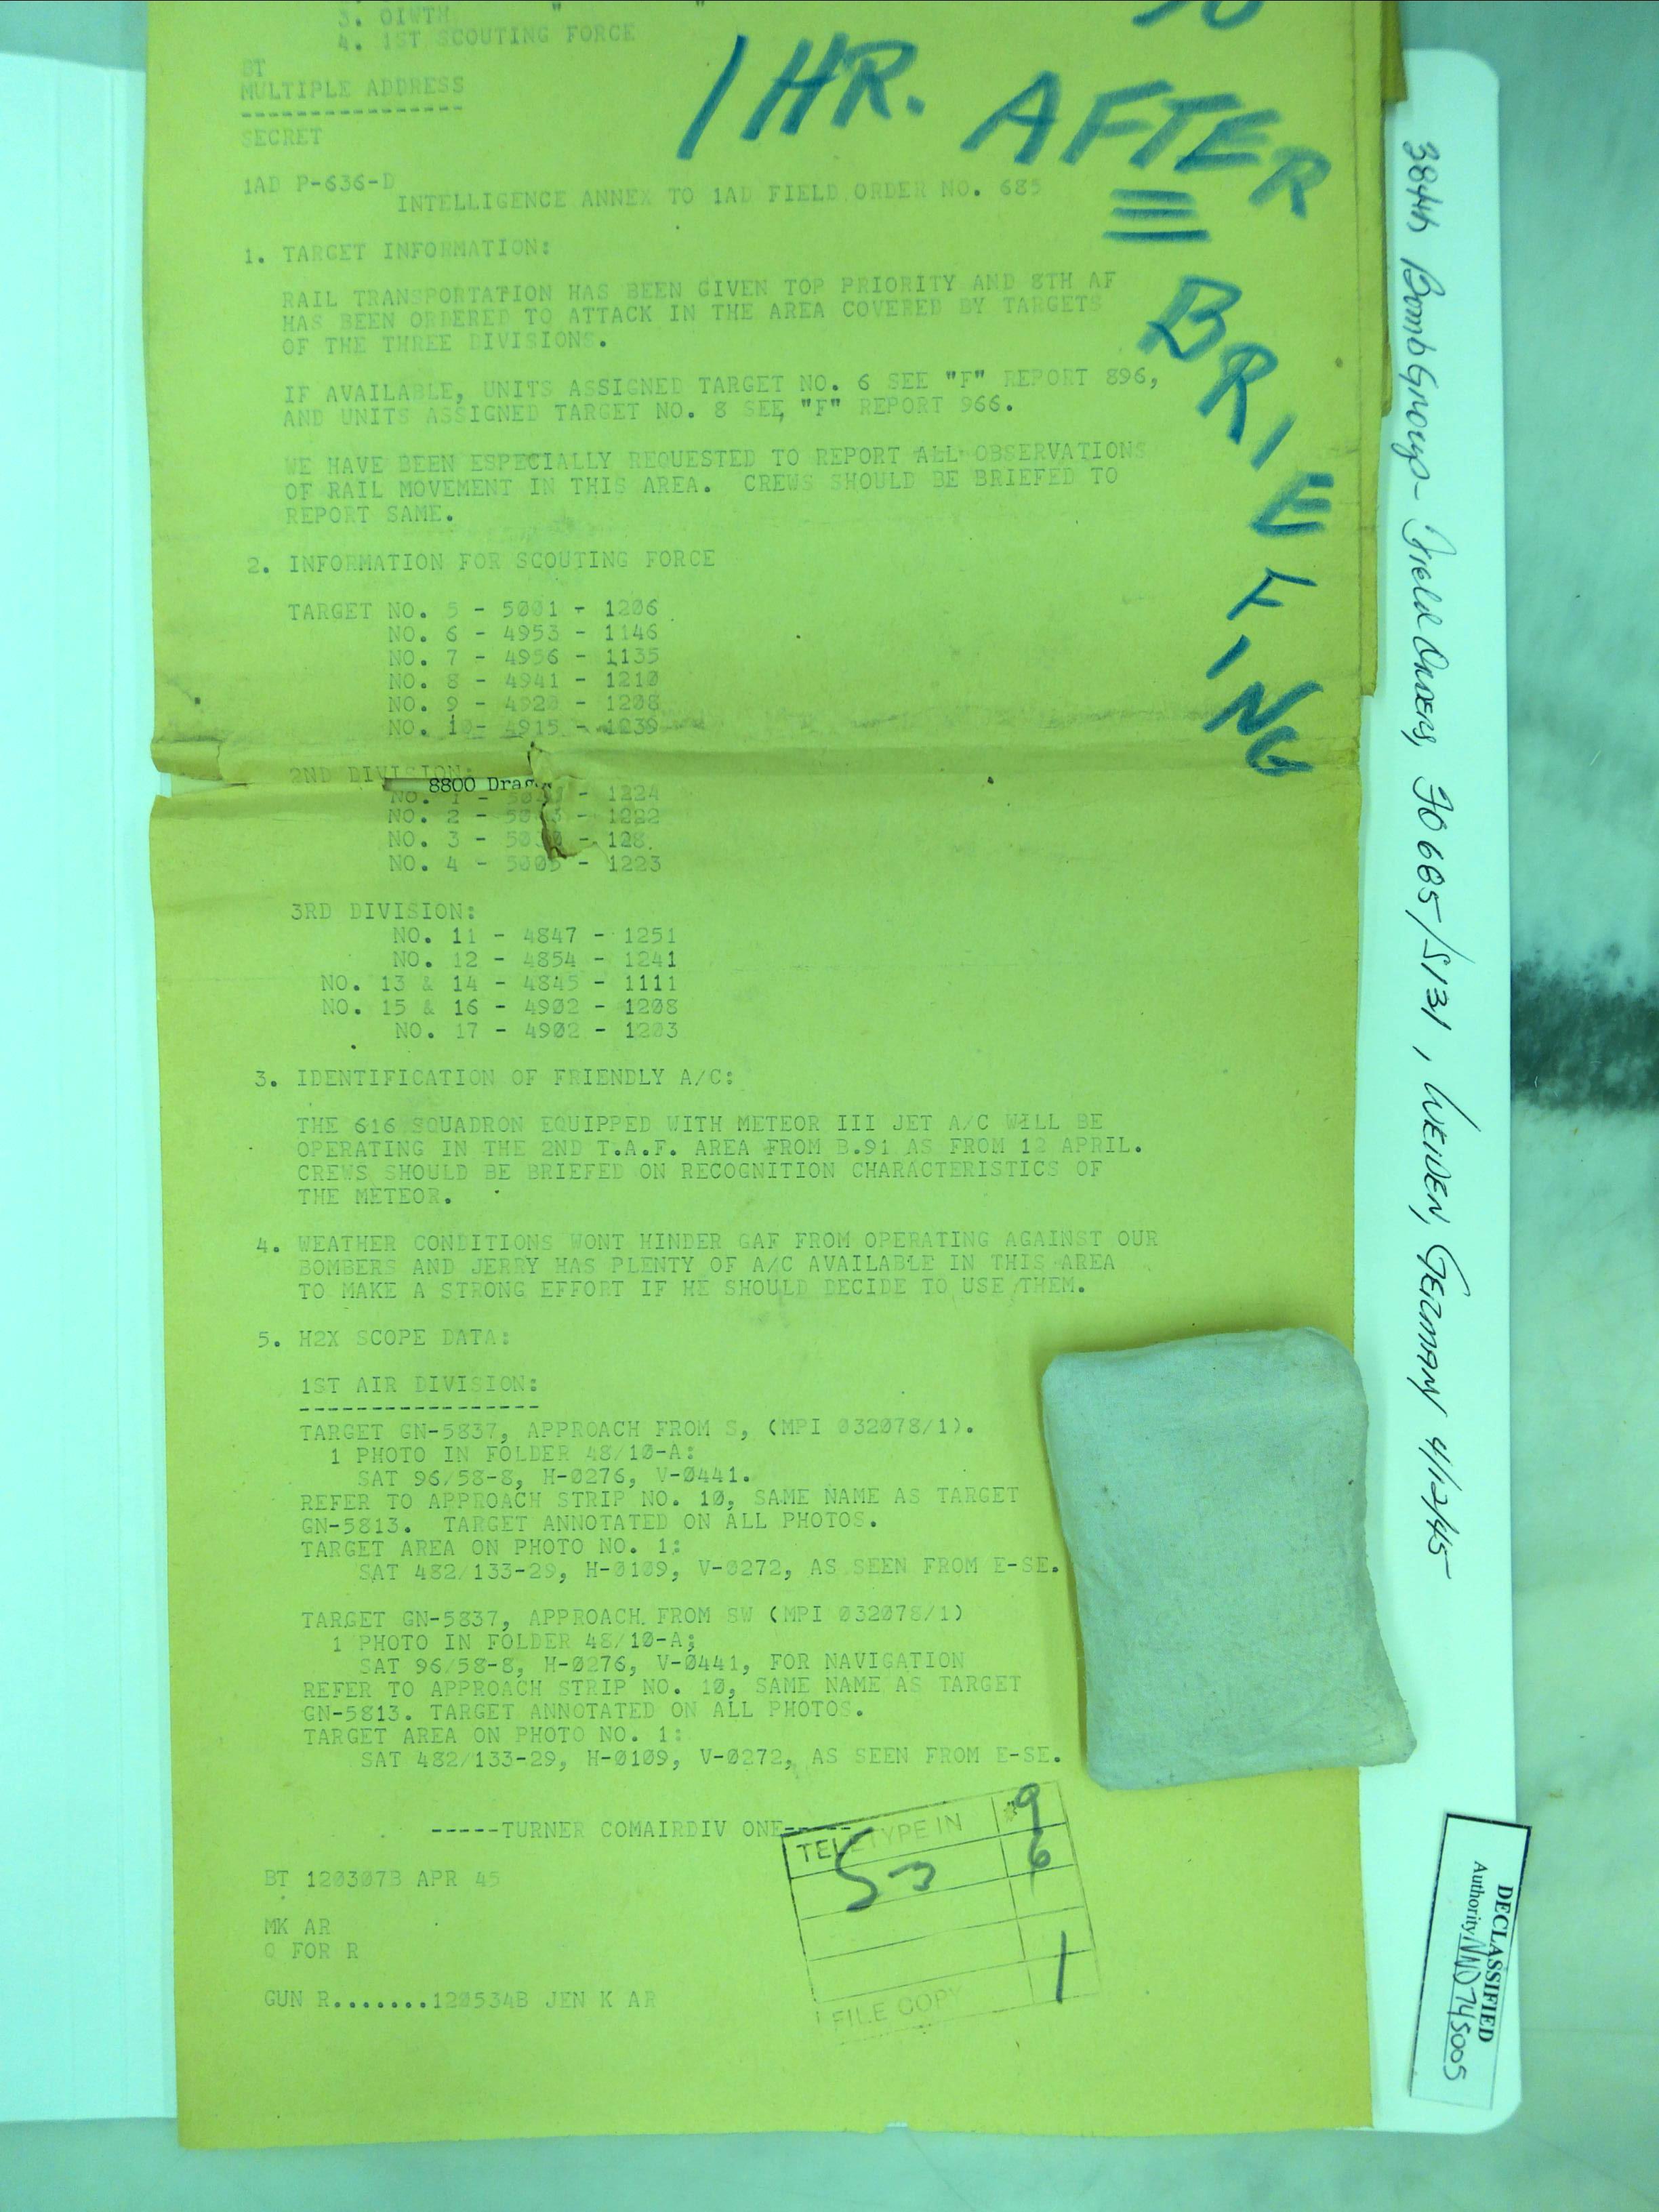 3. OIWTH " "
4. 1ST SCOUTING FORCE
BT
MULTIPLE ADDRESS
-----------------
SECRET
1AD P-636-D
INTELLIGENCE ANNEX TO 1AD FIELD ORDER NO. 685
1. TARGET INFORMATION:
RAIL TRANSPORTATION HAS BEEN GIVEN TOP PRIORITY AND 8TH AF
HAS BEEN ORDERED TO ATTACK IN THE AREA COVERED BY TARGETS
OF THE THREE DIVISIONS.
IF AVAILABLE, UNITS ASSIGNED TARGET NO. 6 SEE "F" REPORT 896,
AND UNITS ASSIGNED TARGET NO. 8 SEE "F" REPORT 966.
WE HAVE BEEN ESPECIALLY REQUESTED TO REPORT ALL OBSERVATIONS
OF RAIL MOVEMENT IN THIS AREA. CREWS SHOULD BE BRIEFED TO
REPORT SAME.
2. INFORMATION FOR SCOUTING FORCE
TARGET NO. 5 - 5001 - 1206
NO. 6 - 4953 - 1146
NO. 7 - 4956 - 1135
NO. 8 - 4941 - 1210
NO. 9 - 4920 - 1208
NO. 10- 4915 - 1239
2ND DIVISION:
8800 Drag
NO. 1 - - 1224
NO. 2 - - 1222
NO. 3 - - 128.
NO. 4 - 5005 - 1223
3RD DIVISION:
NO. 11 - 4847 - 1251
NO. 12 - 4854 - 1241
NO. 13 & 14 - 4845 - 1111
NO. 15 & 16 - 4902 - 1208
NO. 17 - 4902 - 1203
3. IDENTIFICATION OF FRIENDLY A/C:
THE 616 SQUADRON EQUIPPED WITH METEOR III JET A/C WILL BE
OPERATING IN THE 2ND T.A.F. AREA FROM B.91 AS FROM 12 APRIL.
CREWS SHOULD BE BRIEFED ON RECOGNITION CHARACTERISTICS OF
THE METEOR.
4. WEATHER CONDITIONS WONT HINDER GAF FROM OPERATING AGAINST OUR
BOMBERS AND JERRY HAS PLENTY OF A/C AVAILABLE IN THIS AREA
TO MAKE A STRONG EFFORT IF HE SHOULD DECIDE TO USE THEM.
5. H2X SCOPE DATA:
1ST AIR DIVISION:
-----------------
TARGET GN-5837, APPROACH FROM S, (MPI 032078/1).
1 PHOTO IN FOLDER 48/10-A:
SAT 96/58-8, H-0276, V-0441.
REFER TO APPROACH STRIP NO. 10, SAME NAME AS TARGET
GN-5813. TARGET ANNOTATED ON ALL PHOTOS.
TARGET AREA ON PHOTO NO. 1:
SAT 482/133-29, H-0109, V-0272, AS SEEN FROM E-SE.
TARGET GN-5837, APPROACH FROM SW (MPI 032078/1)
1 PHOTO IN FOLDER 48/10-A;
SAT 96/58-8, H-0276, V-0441, FOR NAVIGATION
REFER TO APPROACH STRIP NO. 10, SAME NAME AS TARGET
GN-5813. TARGET ANNOTATED ON ALL PHOTOS.
TARGET AREA ON PHOTO NO. 1:
SAT 482/133-29, H-0109, V-0272, AS SEEN FROM E-SE.
-----TURNER COMAIRDIV ONE-----
BT 120307B APR 45
MK AR
Q FOR R
GUN R.......120534B JEN K AR
1 HR. AFTER
BRIEFING
TELETYPE IN 9
S3 6
1
FILE COPY
384th Bomb Group - Field Orders, FO 685/S131, WEIDEN, GERMANY 4/12/45
DECLASSIFIED
Authority NND745005